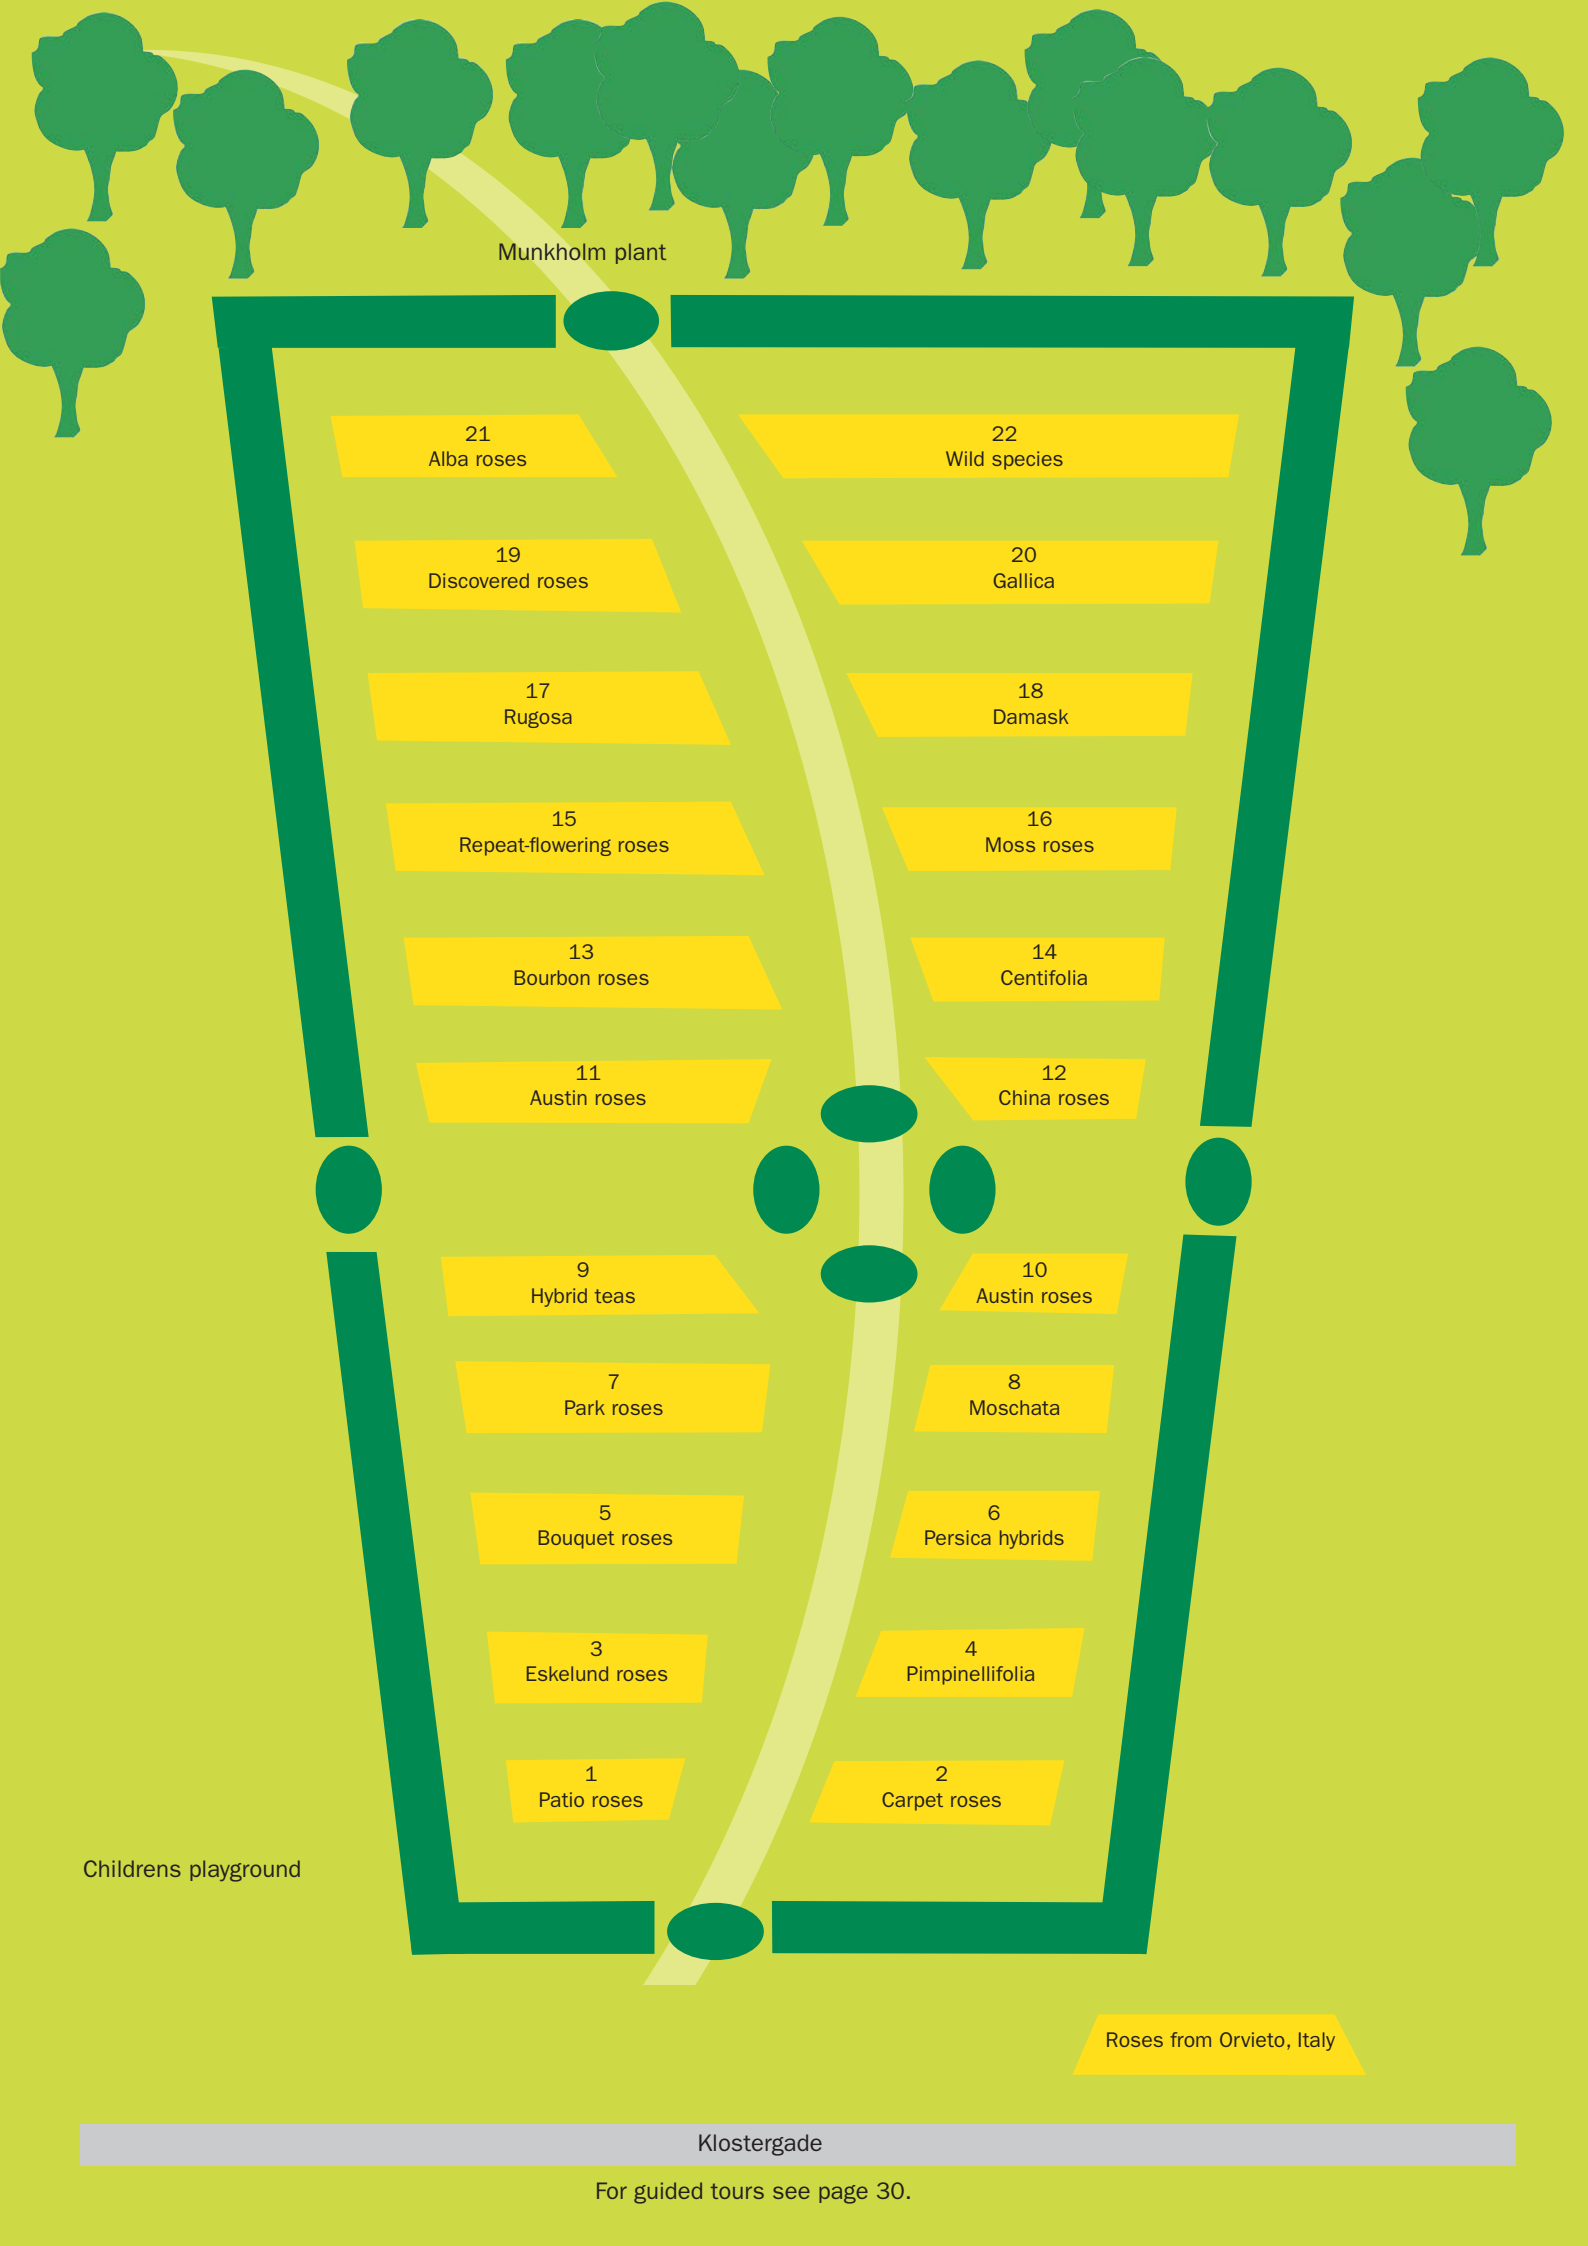 Munkholm plant
21
Alba roses
22
Wild species
19
Discovered roses
20
Gallica
17
Rugosa
18
Damask
15
Repeat-flowering roses
16
Moss roses
13
Bourbon roses
14
Centifolia
11
Austin roses
12
China roses
9
Hybrid teas
10
Austin roses
7
Park roses
8
Moschata
5
Bouquet roses
6
Persica hybrids
3
Eskelund roses
4
Pimpinellifolia
1
Patio roses
2
Carpet roses
Childrens playground
Roses from Orvieto, Italy
Klostergade
For guided tours see page 30.